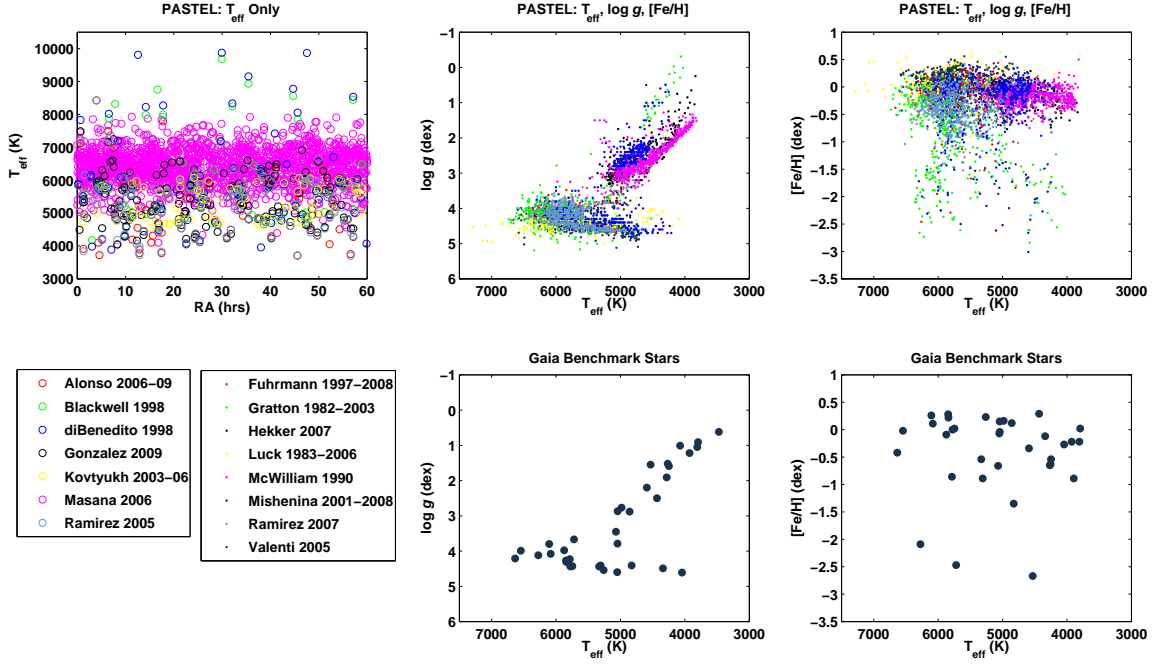 PASTEL: Teff Only
10000
9000
8000
7000
6000
5000
4000
3000
Teff (K)
0 10 20 30 40 50 60
RA (hrs)
PASTEL: Teff, log g, [Fe/H]
−1
0
1
2
3
4
5
6
log g (dex)
7000 6000 5000 4000 3000
Teff (K)
PASTEL: Teff, log g, [Fe/H]
1
0.5
0
−0.5
−1
−1.5
−2
−2.5
−3
−3.5
[Fe/H] (dex)
7000 6000 5000 4000 3000
Teff (K)
Alonso 2006−09
Blackwell 1998
diBenedito 1998
Gonzalez 2009
Kovtyukh 2003−06
Masana 2006
Ramirez 2005
Fuhrmann 1997−2008
Gratton 1982−2003
Hekker 2007
Luck 1983−2006
McWilliam 1990
Mishenina 2001−2008
Ramirez 2007
Valenti 2005
Gaia Benchmark Stars
−1
0
1
2
3
4
5
6
log g (dex)
7000 6000 5000 4000 3000
Teff (K)
Gaia Benchmark Stars
1
0.5
0
−0.5
−1
−1.5
−2
−2.5
−3
−3.5
[Fe/H] (dex)
7000 6000 5000 4000 3000
Teff (K)